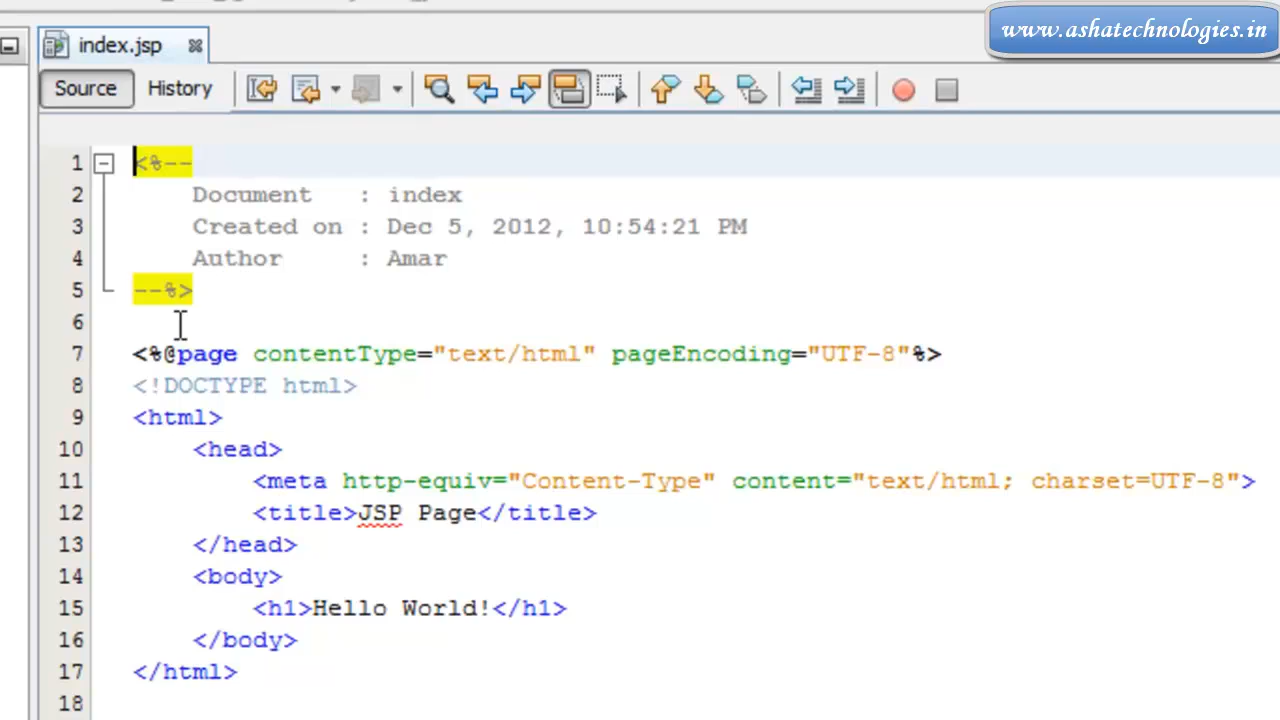 www.ashatechnologies.in
index.jsp
Source History
1 <%--
2 Document : index
3 Created on : Dec 5, 2012, 10:54:21 PM
4 Author : Amar
5 --%>
6
7 <%@page contentType="text/html" pageEncoding="UTF-8"%>
8 <!DOCTYPE html>
9 <html>
10 <head>
11 <meta http-equiv="Content-Type" content="text/html; charset=UTF-8">
12 <title>JSP Page</title>
13 </head>
14 <body>
15 <h1>Hello World!</h1>
16 </body>
17 </html>
18